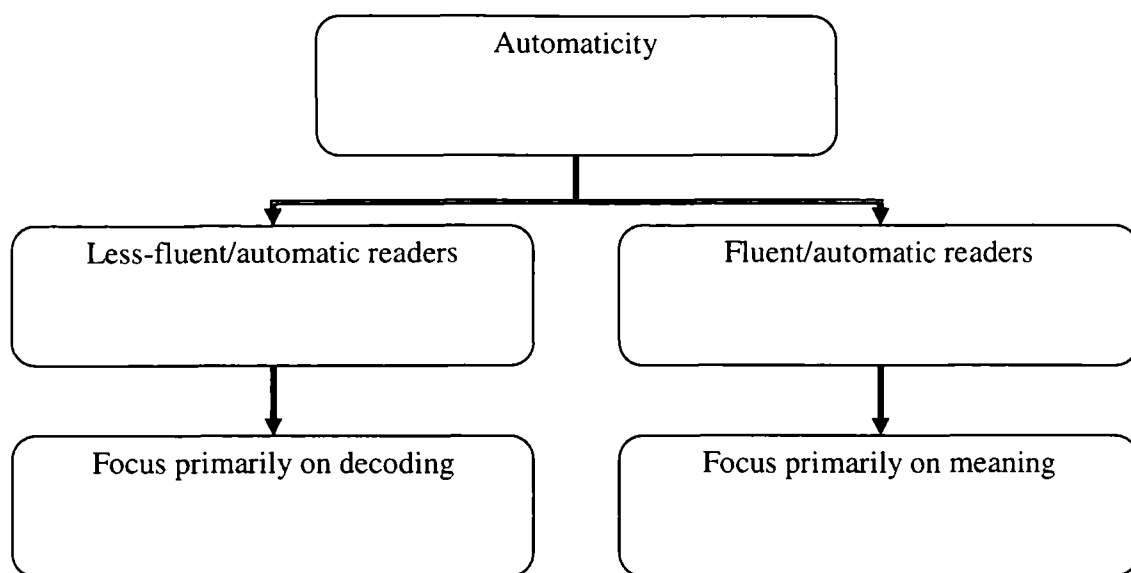 Automaticity
Less-fluent/automatic readers
Fluent/automatic readers
Focus primarily on decoding
Focus primarily on meaning